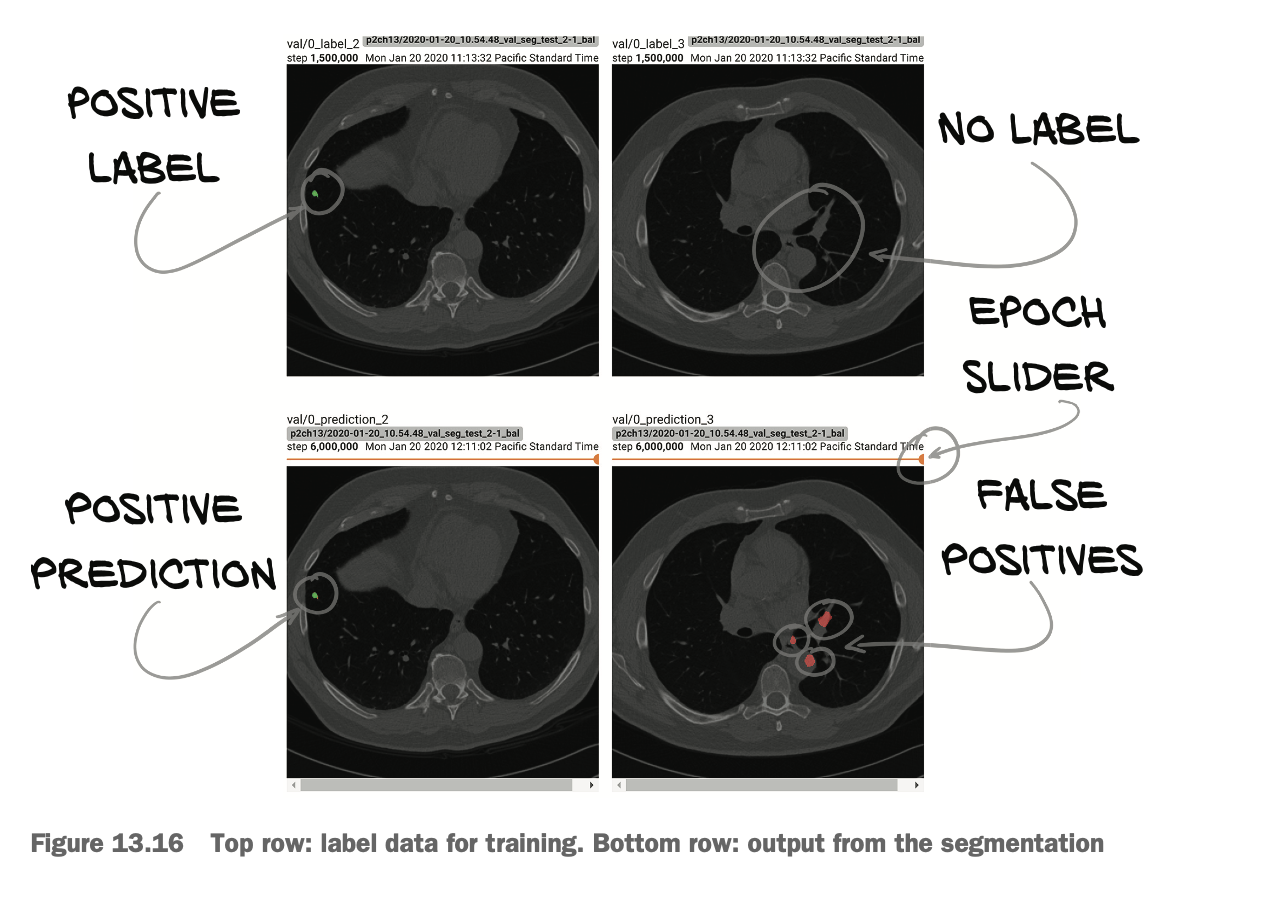 val/0_label_2 p2ch13/2020-01-20_10.54.48_val_seg_test_2-1_bal
step 1,500,000 Mon Jan 20 2020 11:13:32 Pacific Standard Time
val/0_label_3 p2ch13/2020-01-20_10.54.48_val_seg_test_2-1_bal
step 1,500,000 Mon Jan 20 2020 11:13:32 Pacific Standard Time
POSITIVE
LABEL
NO LABEL
EPOCH
SLIDER
val/0_prediction_2
p2ch13/2020-01-20_10.54.48_val_seg_test_2-1_bal
step 6,000,000 Mon Jan 20 2020 12:11:02 Pacific Standard Time
val/0_prediction_3
p2ch13/2020-01-20_10.54.48_val_seg_test_2-1_bal
step 6,000,000 Mon Jan 20 2020 12:11:02 Pacific Standard Time
POSITIVE
PREDICTION
FALSE
POSITIVES
Figure 13.16 Top row: label data for training. Bottom row: output from the segmentation